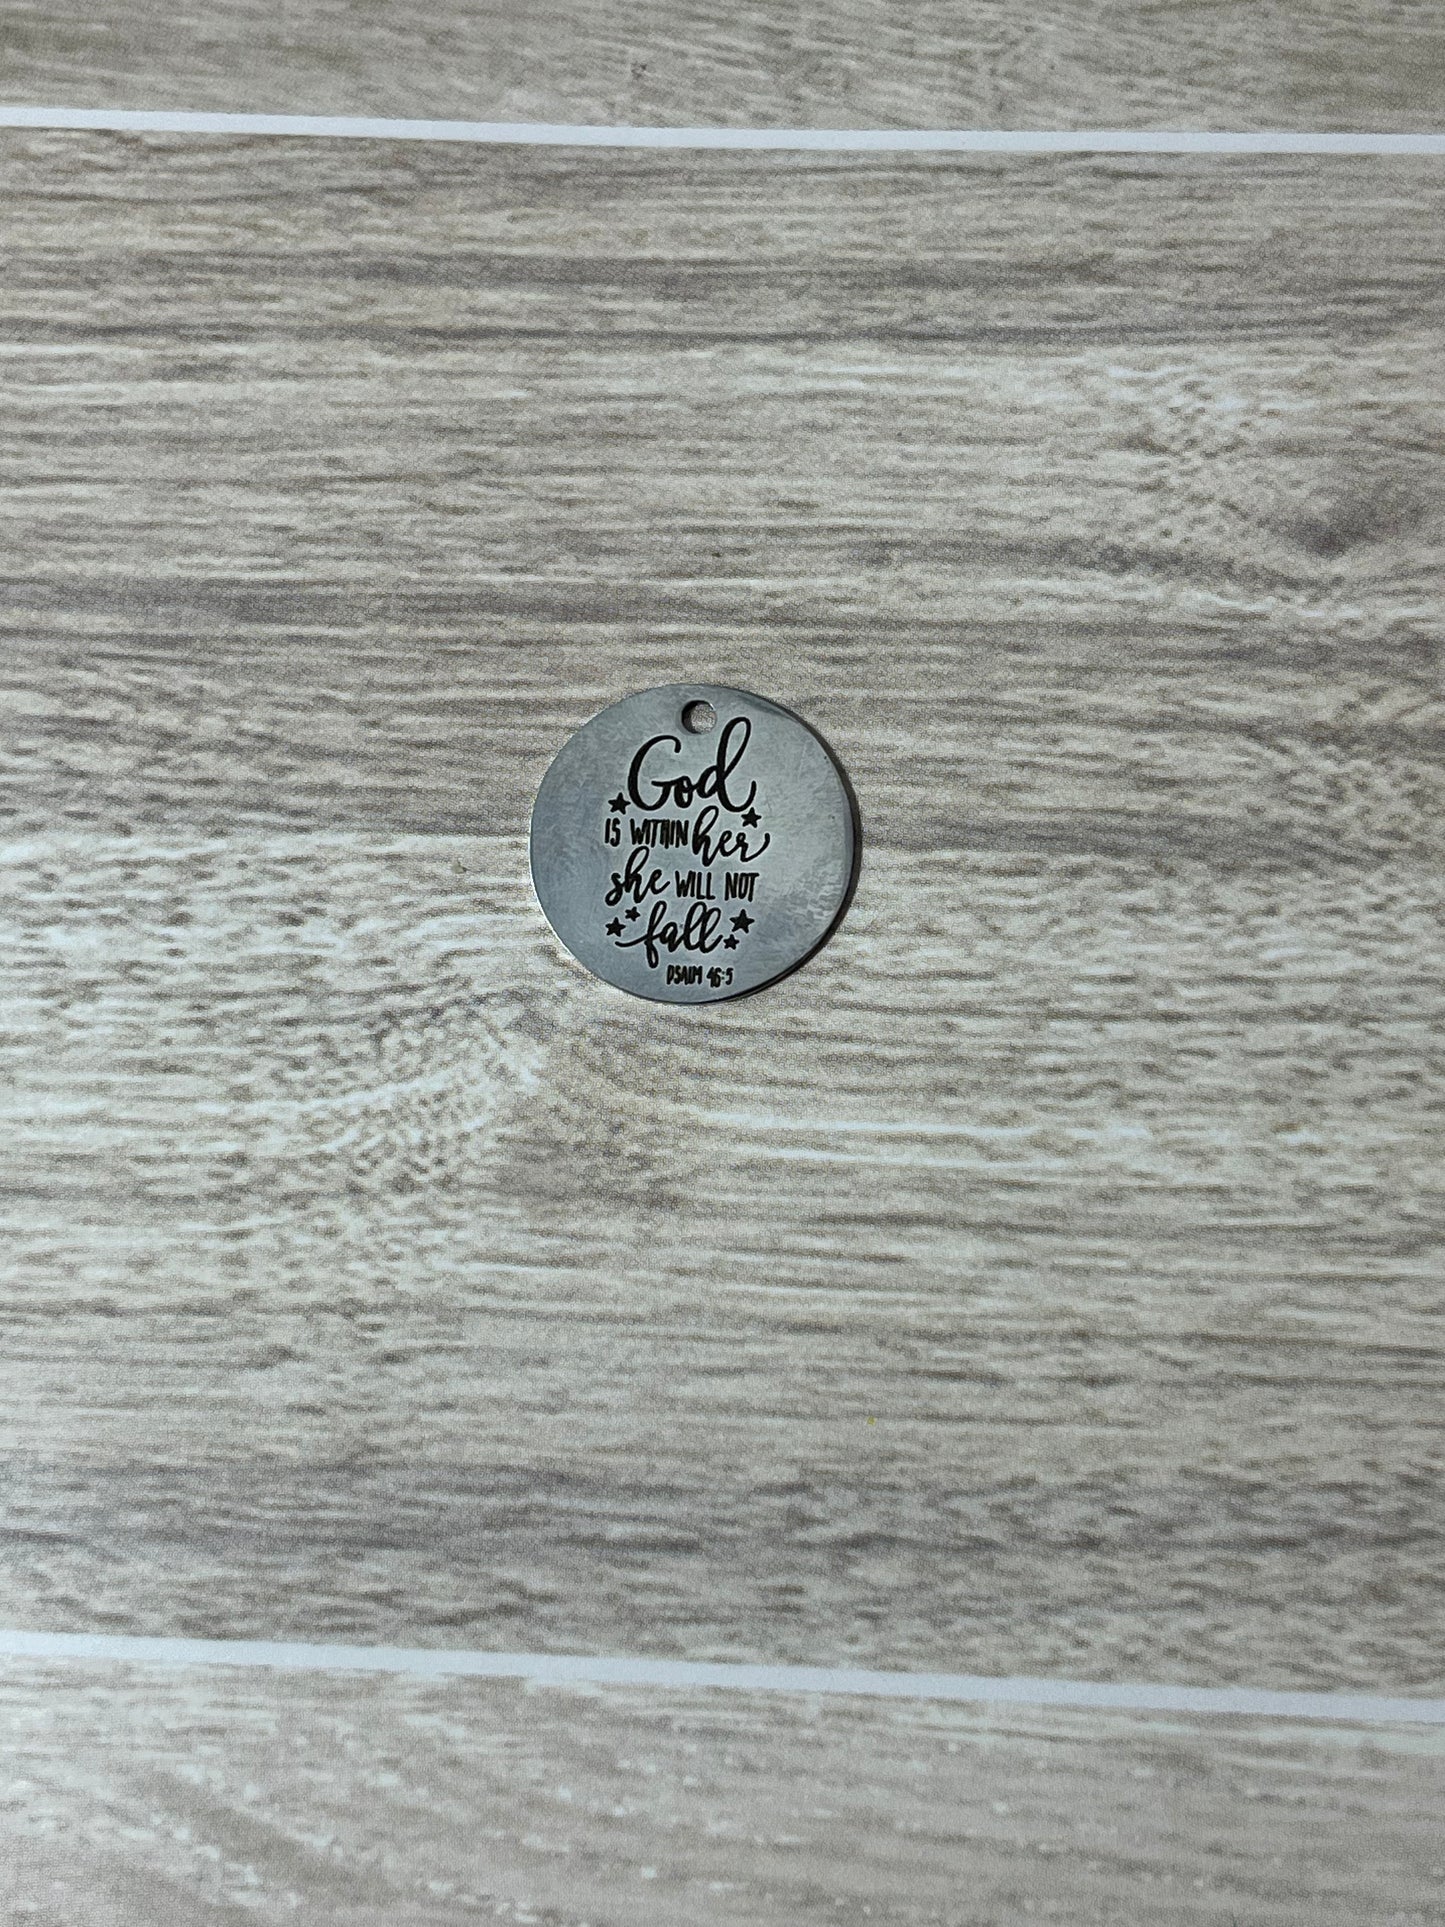 God
IS WITHIN her
she WILL NOT
fall
PSALM 46:5